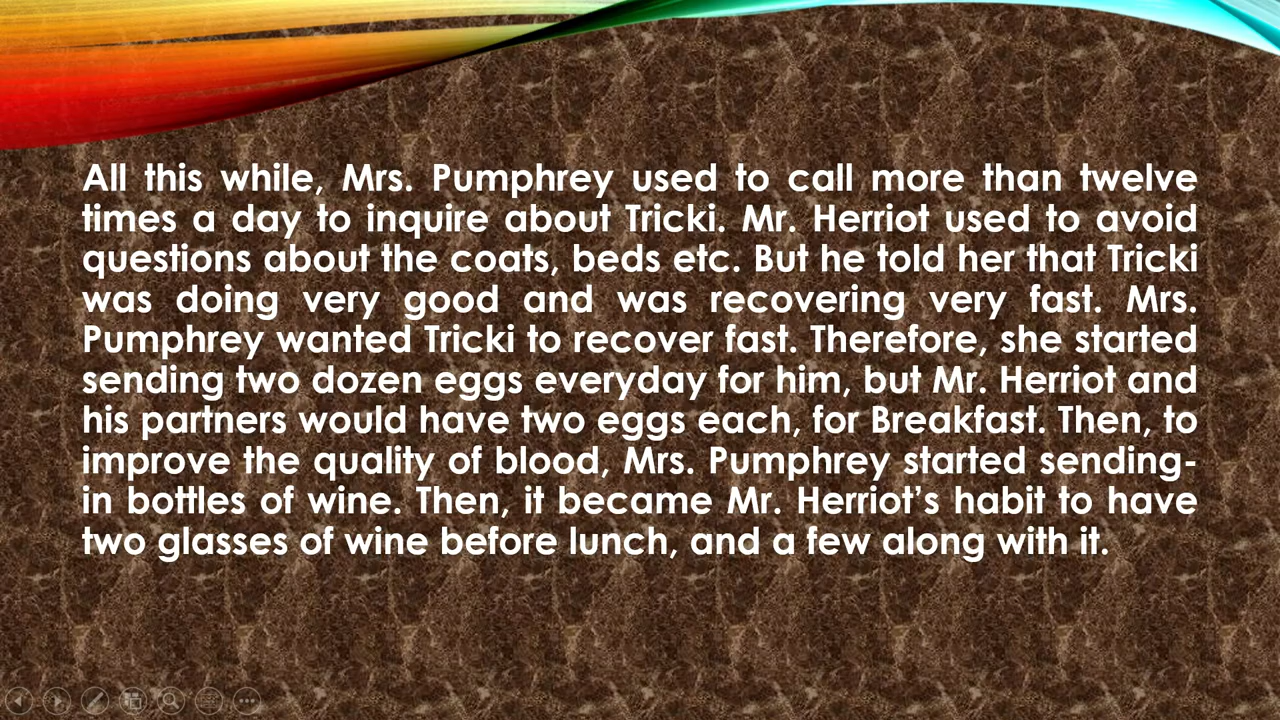 All this while, Mrs. Pumphrey used to call more than twelve
times a day to inquire about Tricki. Mr. Herriot used to avoid
questions about the coats, beds etc. But he told her that Tricki
was doing very good and was recovering very fast. Mrs.
Pumphrey wanted Tricki to recover fast. Therefore, she started
sending two dozen eggs everyday for him, but Mr. Herriot and
his partners would have two eggs each, for Breakfast. Then, to
improve the quality of blood, Mrs. Pumphrey started sending-
in bottles of wine. Then, it became Mr. Herriot’s habit to have
two glasses of wine before lunch, and a few along with it.